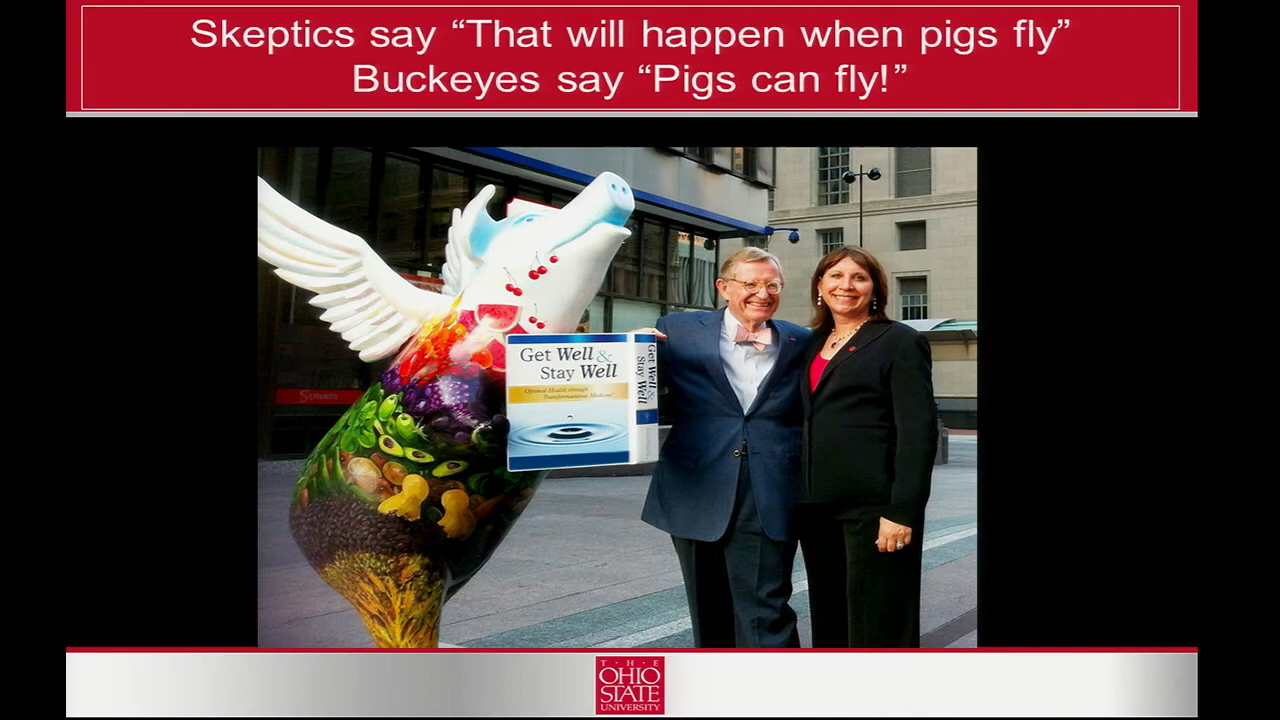 Skeptics say “That will happen when pigs fly”
Buckeyes say “Pigs can fly!”
Get Well &
Stay Well
Optimal Health through
Transformational Medicine
Get Well &
Stay Well
T · H · E
OHIO
STATE
UNIVERSITY